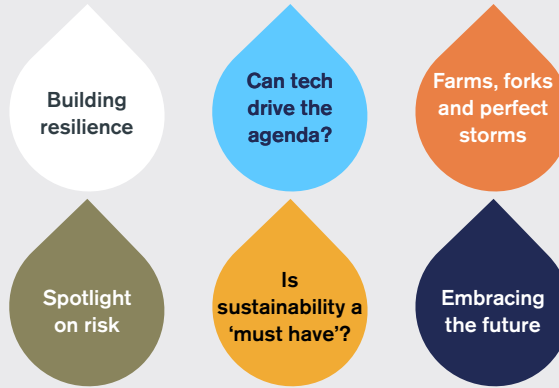 Building
resilience
Can tech
drive the
agenda?
Farms, forks
and perfect
storms
Spotlight
on risk
Is
sustainability a
‘must have’?
Embracing
the future